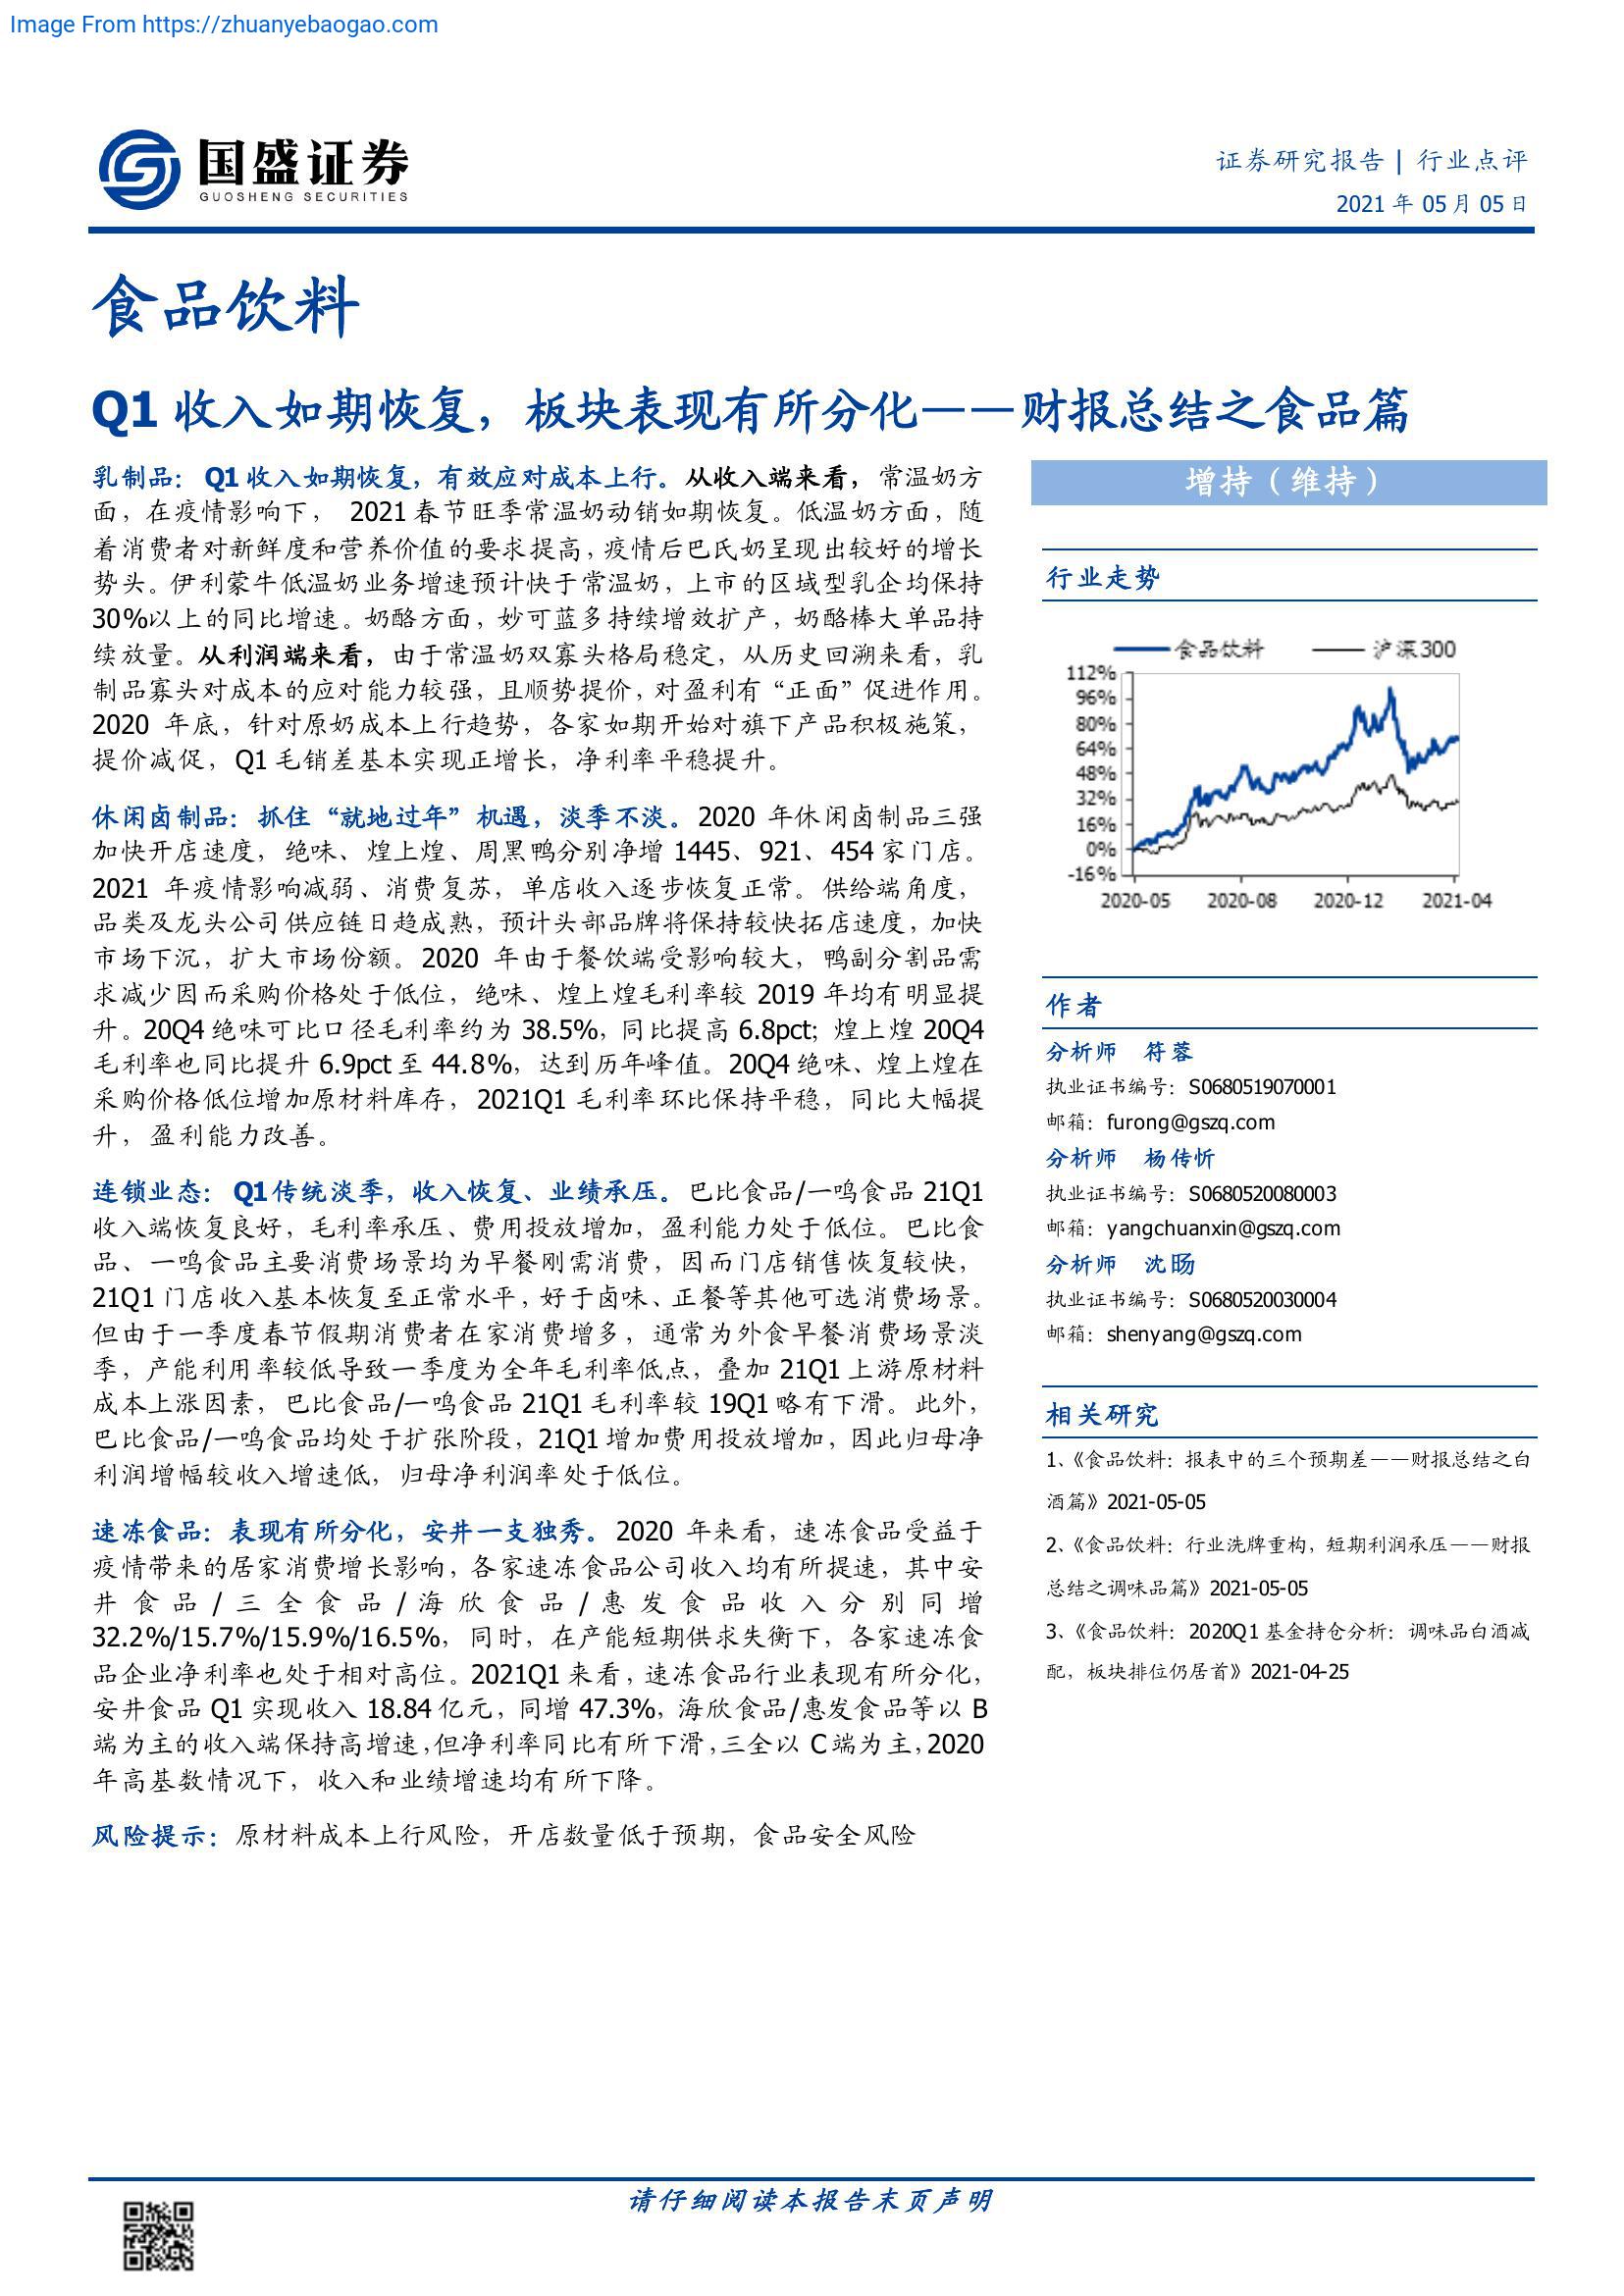 Image From https://zhuanyebaogao.com
国盛证券
GUOSHENG SECURITIES
证券研究报告 | 行业点评
2021 年 05 月 05 日
食品饮料
Q1 收入如期恢复，板块表现有所分化——财报总结之食品篇
乳制品：Q1 收入如期恢复，有效应对成本上行。从收入端来看，常温奶方
面，在疫情影响下， 2021 春节旺季常温奶动销如期恢复。低温奶方面，随
着消费者对新鲜度和营养价值的要求提高，疫情后巴氏奶呈现出较好的增长
势头。伊利蒙牛低温奶业务增速预计快于常温奶，上市的区域型乳企均保持
30%以上的同比增速。奶酪方面，妙可蓝多持续增效扩产，奶酪棒大单品持
续放量。从利润端来看，由于常温奶双寡头格局稳定，从历史回溯来看，乳
制品寡头对成本的应对能力较强，且顺势提价，对盈利有“正面”促进作用。
2020 年底，针对原奶成本上行趋势，各家如期开始对旗下产品积极施策，
提价减促，Q1 毛销差基本实现正增长，净利率平稳提升。
休闲卤制品：抓住“就地过年”机遇，淡季不淡。2020 年休闲卤制品三强
加快开店速度，绝味、煌上煌、周黑鸭分别净增 1445、921、454 家门店。
2021 年疫情影响减弱、消费复苏，单店收入逐步恢复正常。供给端角度，
品类及龙头公司供应链日趋成熟，预计头部品牌将保持较快拓店速度，加快
市场下沉，扩大市场份额。2020 年由于餐饮端受影响较大，鸭副分割品需
求减少因而采购价格处于低位，绝味、煌上煌毛利率较 2019 年均有明显提
升。20Q4 绝味可比口径毛利率约为 38.5%，同比提高 6.8pct；煌上煌 20Q4
毛利率也同比提升 6.9pct 至 44.8%，达到历年峰值。20Q4 绝味、煌上煌在
采购价格低位增加原材料库存，2021Q1 毛利率环比保持平稳，同比大幅提
升，盈利能力改善。
连锁业态：Q1传统淡季，收入恢复、业绩承压。巴比食品/一鸣食品 21Q1
收入端恢复良好，毛利率承压、费用投放增加，盈利能力处于低位。巴比食
品、一鸣食品主要消费场景均为早餐刚需消费，因而门店销售恢复较快，
21Q1 门店收入基本恢复至正常水平，好于卤味、正餐等其他可选消费场景。
但由于一季度春节假期消费者在家消费增多，通常为外食早餐消费场景淡
季，产能利用率较低导致一季度为全年毛利率低点，叠加 21Q1 上游原材料
成本上涨因素，巴比食品/一鸣食品 21Q1 毛利率较 19Q1 略有下滑。此外，
巴比食品/一鸣食品均处于扩张阶段，21Q1 增加费用投放增加，因此归母净
利润增幅较收入增速低，归母净利润率处于低位。
速冻食品：表现有所分化，安井一支独秀。2020 年来看，速冻食品受益于
疫情带来的居家消费增长影响，各家速冻食品公司收入均有所提速，其中安
井食品/三全食品/海欣食品/惠发食品收入分别同增
32.2%/15.7%/15.9%/16.5%，同时，在产能短期供求失衡下，各家速冻食
品企业净利率也处于相对高位。2021Q1 来看，速冻食品行业表现有所分化，
安井食品 Q1 实现收入 18.84 亿元，同增 47.3%，海欣食品/惠发食品等以 B
端为主的收入端保持高增速，但净利率同比有所下滑，三全以 C 端为主，2020
年高基数情况下，收入和业绩增速均有所下降。
风险提示：原材料成本上行风险，开店数量低于预期，食品安全风险
增持（维持）
行业走势
食品饮料 沪深300
112%
96%
80%
64%
48%
32%
16%
0%
-16%
2020-05 2020-08 2020-12 2021-04
作者
分析师 符蓉
执业证书编号：S0680519070001
邮箱：furong@gszq.com
分析师 杨传忻
执业证书编号：S0680520080003
邮箱：yangchuanxin@gszq.com
分析师 沈旸
执业证书编号：S0680520030004
邮箱：shenyang@gszq.com
相关研究
1、《食品饮料：报表中的三个预期差——财报总结之白
酒篇》2021-05-05
2、《食品饮料：行业洗牌重构，短期利润承压——财报
总结之调味品篇》2021-05-05
3、《食品饮料：2020Q1 基金持仓分析：调味品白酒减
配，板块排位仍居首》2021-04-25
请仔细阅读本报告末页声明